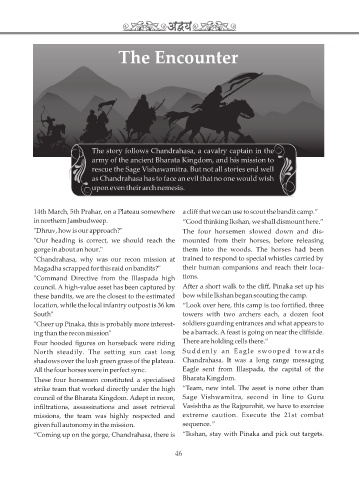 अद्वय
The Encounter
The story follows Chandrahasa, a cavalry captain in the
army of the ancient Bharata Kingdom, and his mission to
rescue the Sage Vishawamitra. But not all stories end well
as Chandrahasa has to face an evil that no one would wish
upon even their arch nemesis.
14th March, 5th Prahar, on a Plateau somewhere
in northern Jambudweep.
"Dhruv, how is our approach?"
"Our heading is correct, we should reach the
gorge in about an hour."
"Chandrahasa, why was our recon mission at
Magadha scrapped for this raid on bandits?"
"Command Directive from the Illaspada high
council. A high-value asset has been captured by
these bandits, we are the closest to the estimated
location, while the local infantry outpost is 36 km
South"
"Cheer up Pinaka, this is probably more interest-
ing than the recon mission"
Four hooded figures on horseback were riding
North steadily. The setting sun cast long
shadows over the lush green grass of the plateau.
All the four horses were in perfect sync.
These four horsemen constituted a specialised
strike team that worked directly under the high
council of the Bharata Kingdom. Adept in recon,
infiltrations, assassinations and asset retrieval
missions, the team was highly respected and
given full autonomy in the mission.
"Coming up on the gorge, Chandrahasa, there is
a cliff that we can use to scout the bandit camp."
"Good thinking Ikshan, we shall dismount here."
The four horsemen slowed down and dis-
mounted from their horses, before releasing
them into the woods. The horses had been
trained to respond to special whistles carried by
their human companions and reach their loca-
tions.
After a short walk to the cliff, Pinaka set up his
bow while Ikshan began scouting the camp.
"Look over here, this camp is too fortified, three
towers with two archers each, a dozen foot
soldiers guarding entrances and what appears to
be a barrack. A feast is going on near the cliffside.
There are holding cells there."
Suddenly an Eagle swooped towards
Chandrahasa. It was a long range messaging
Eagle sent from Illaspada, the capital of the
Bharata Kingdom.
"Team, new intel. The asset is none other than
Sage Vishwamitra, second in line to Guru
Vasishtha as the Rajpurohit, we have to exercise
extreme caution. Execute the 21st combat
sequence."
"Ikshan, stay with Pinaka and pick out targets.
46